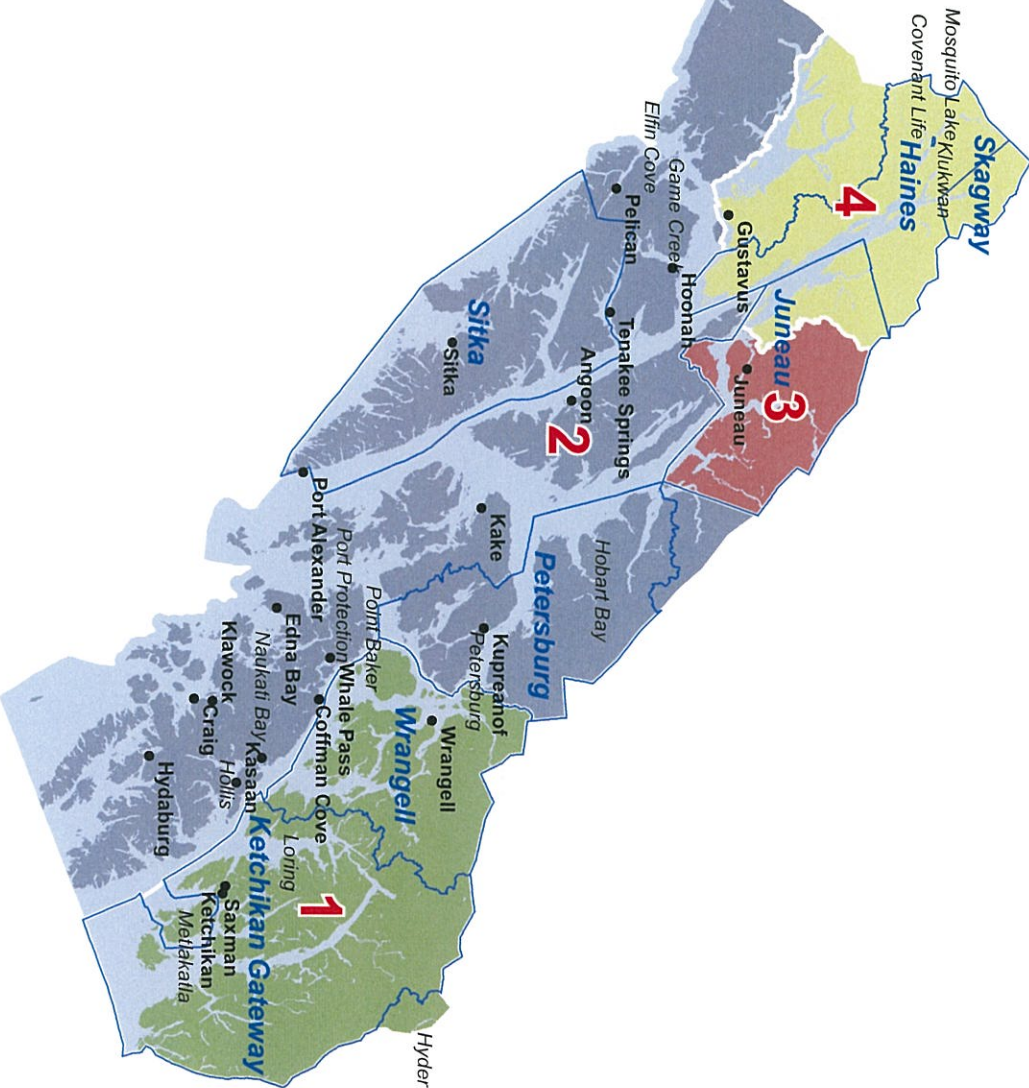 Skagway
Mosquito Lake
Klukwan
Covenant Life
Haines
4
Gustavus
Elfin Cove
Game Creek
Hoonah
Pelican
Juneau
3
Juneau
Tenakee Springs
Sitka
Sitka
Angoon
2
Port Alexander
Kake
Hobart Bay
Petersburg
Kupreanof
Petersburg
Point Baker
Port Protection
Whale Pass
Edna Bay
Naukati Bay
Coffman Cove
Klawock
Craig
Hollis
Kasaan
Hydaburg
Wrangell
Wrangell
Loring
Ketchikan Gateway
1
Saxman
Ketchikan
Metlakatla
Hyder